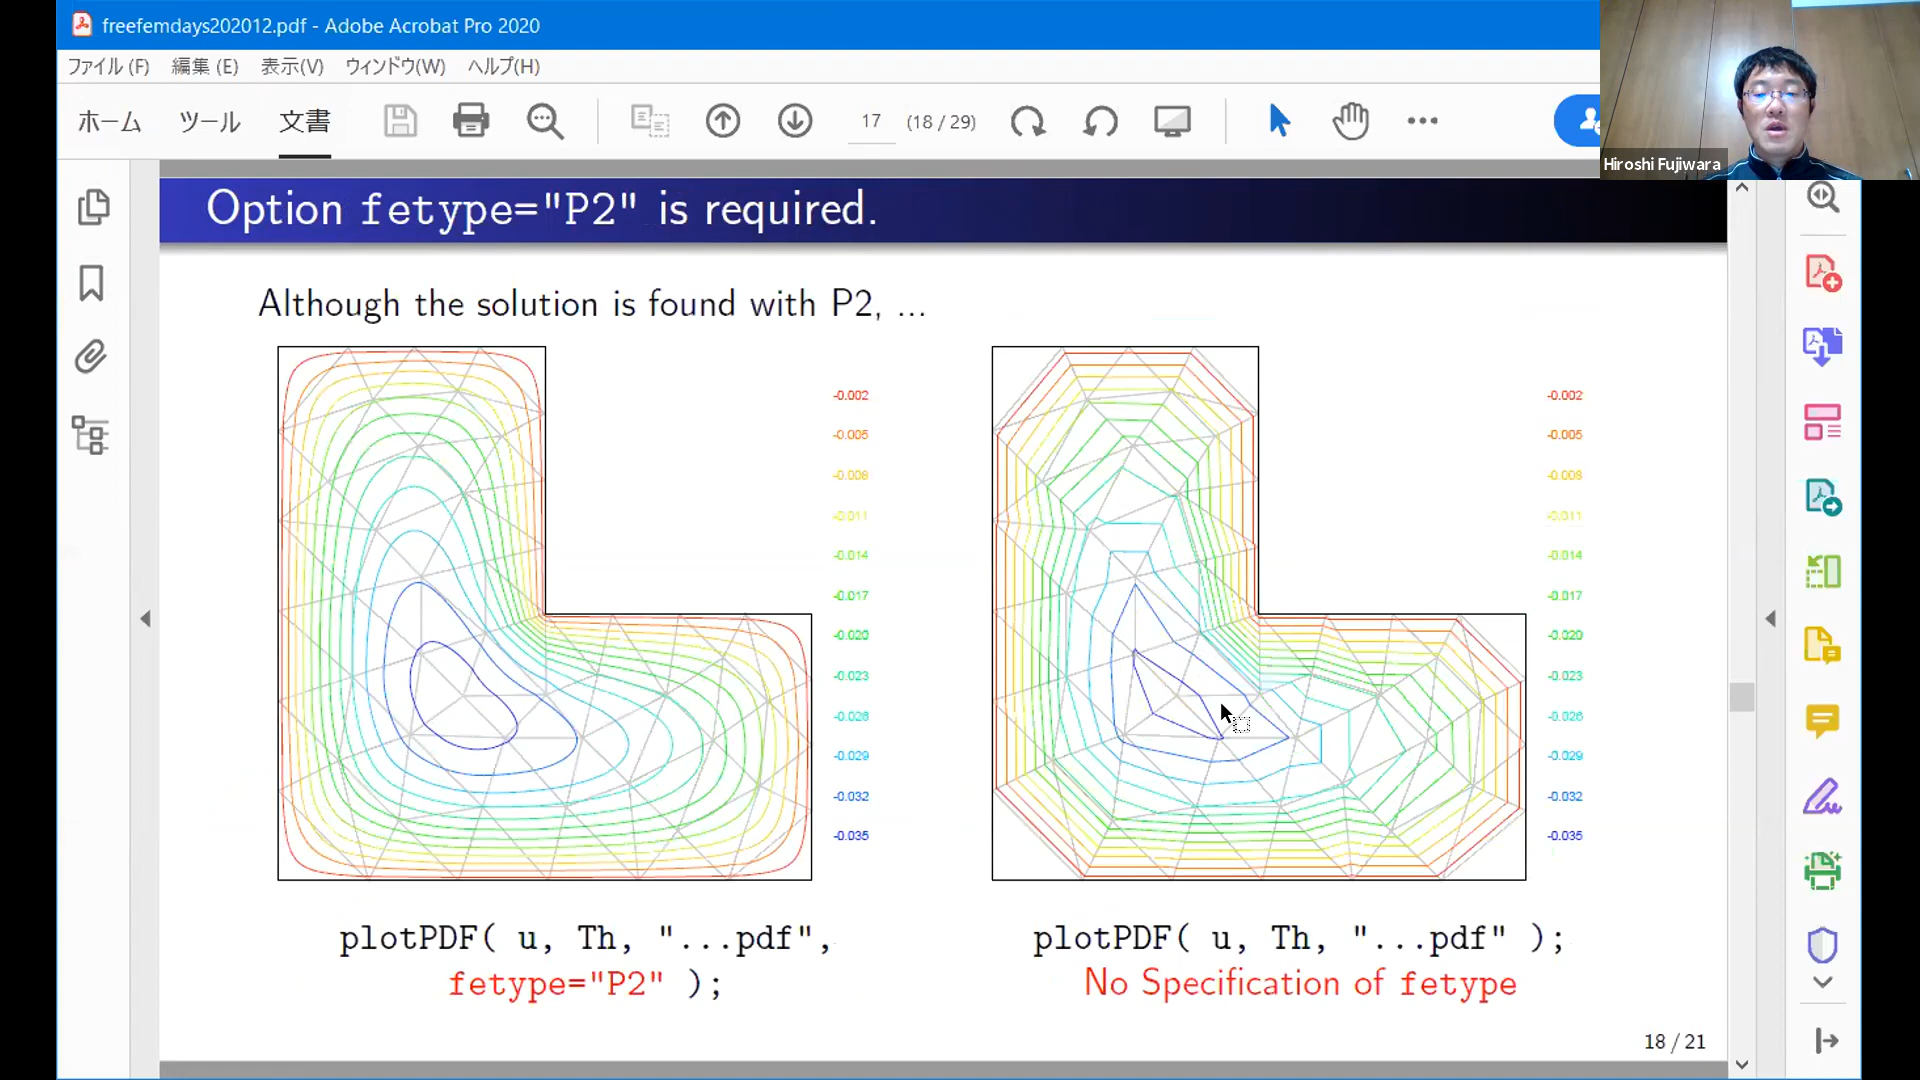 freefemdays202012.pdf - Adobe Acrobat Pro 2020
ファイル (F) 編集 (E) 表示(V) ウィンドウ(W) ヘルプ(H)
ホーム ツール 文書 17 (18 / 29)
Hiroshi Fujiwara
Option fetype="P2" is required.
Although the solution is found with P2, ...
-0.002
-0.005
-0.008
-0.011
-0.014
-0.017
-0.020
-0.023
-0.026
-0.029
-0.032
-0.035
-0.002
-0.005
-0.008
-0.011
-0.014
-0.017
-0.020
-0.023
-0.026
-0.029
-0.032
-0.035
plotPDF( u, Th, "...pdf",
fetype="P2" );
plotPDF( u, Th, "...pdf" );
No Specification of fetype
18 / 21